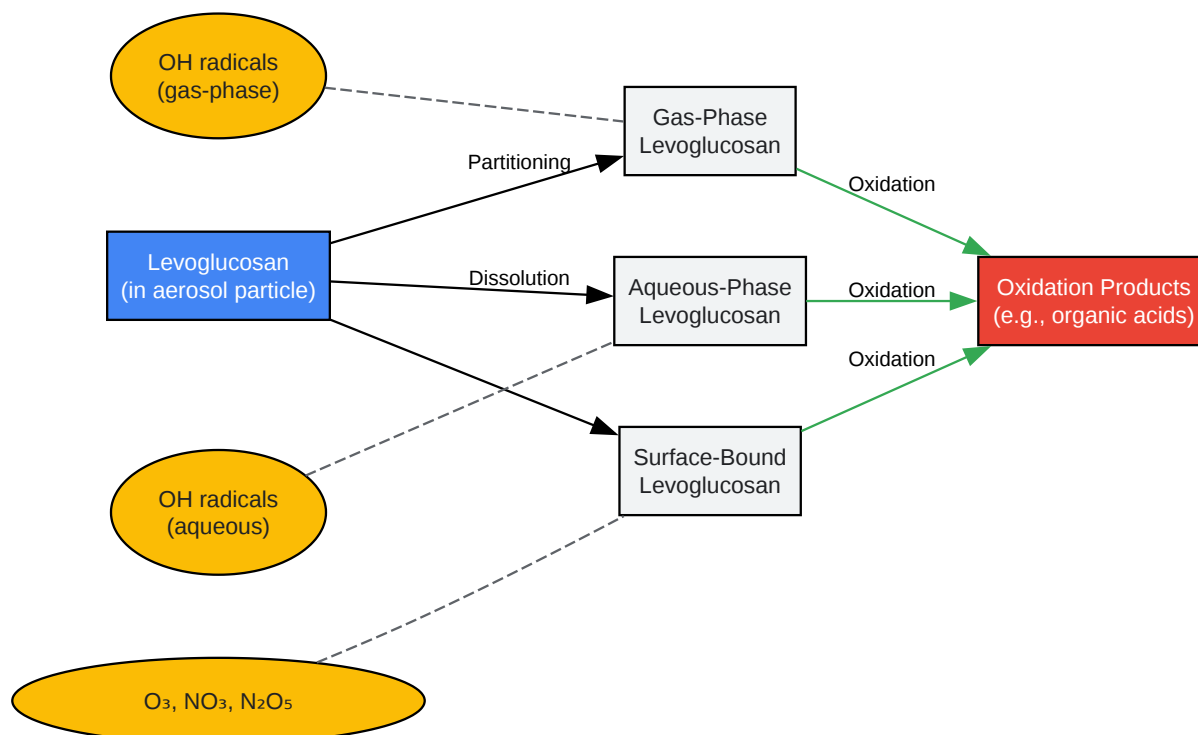 OH radicals
(gas-phase)
Gas-Phase
Levoglucosan
Partitioning
Oxidation
Levoglucosan
(in aerosol particle)
Dissolution
Aqueous-Phase
Levoglucosan
Oxidation
Oxidation Products
(e.g., organic acids)
Oxidation
Surface-Bound
Levoglucosan
OH radicals
(aqueous)
O₃, NO₃, N₂O₅